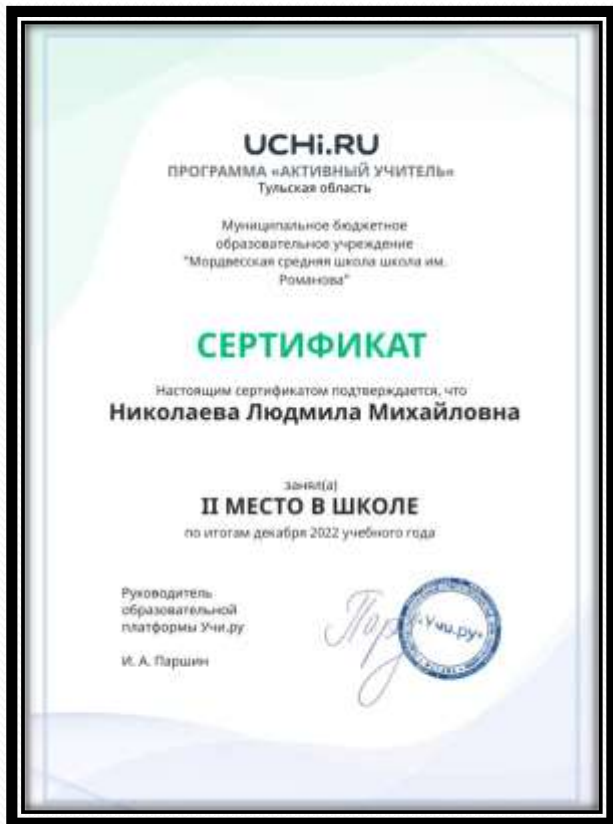 UCHi.RU
ПРОГРАММА «АКТИВНЫЙ УЧИТЕЛЬ»
Тульская область
Муниципальное бюджетное
образовательное учреждение
"Мордвесская средняя школа школа им.
Романова"
СЕРТИФИКАТ
Настоящим сертификатом подтверждается, что
Николаева Людмила Михайловна
занял(а)
II МЕСТО В ШКОЛЕ
по итогам декабря 2022 учебного года
Руководитель
образовательной
платформы Учи.ру
И. А. Паршин
«Учи.ру»